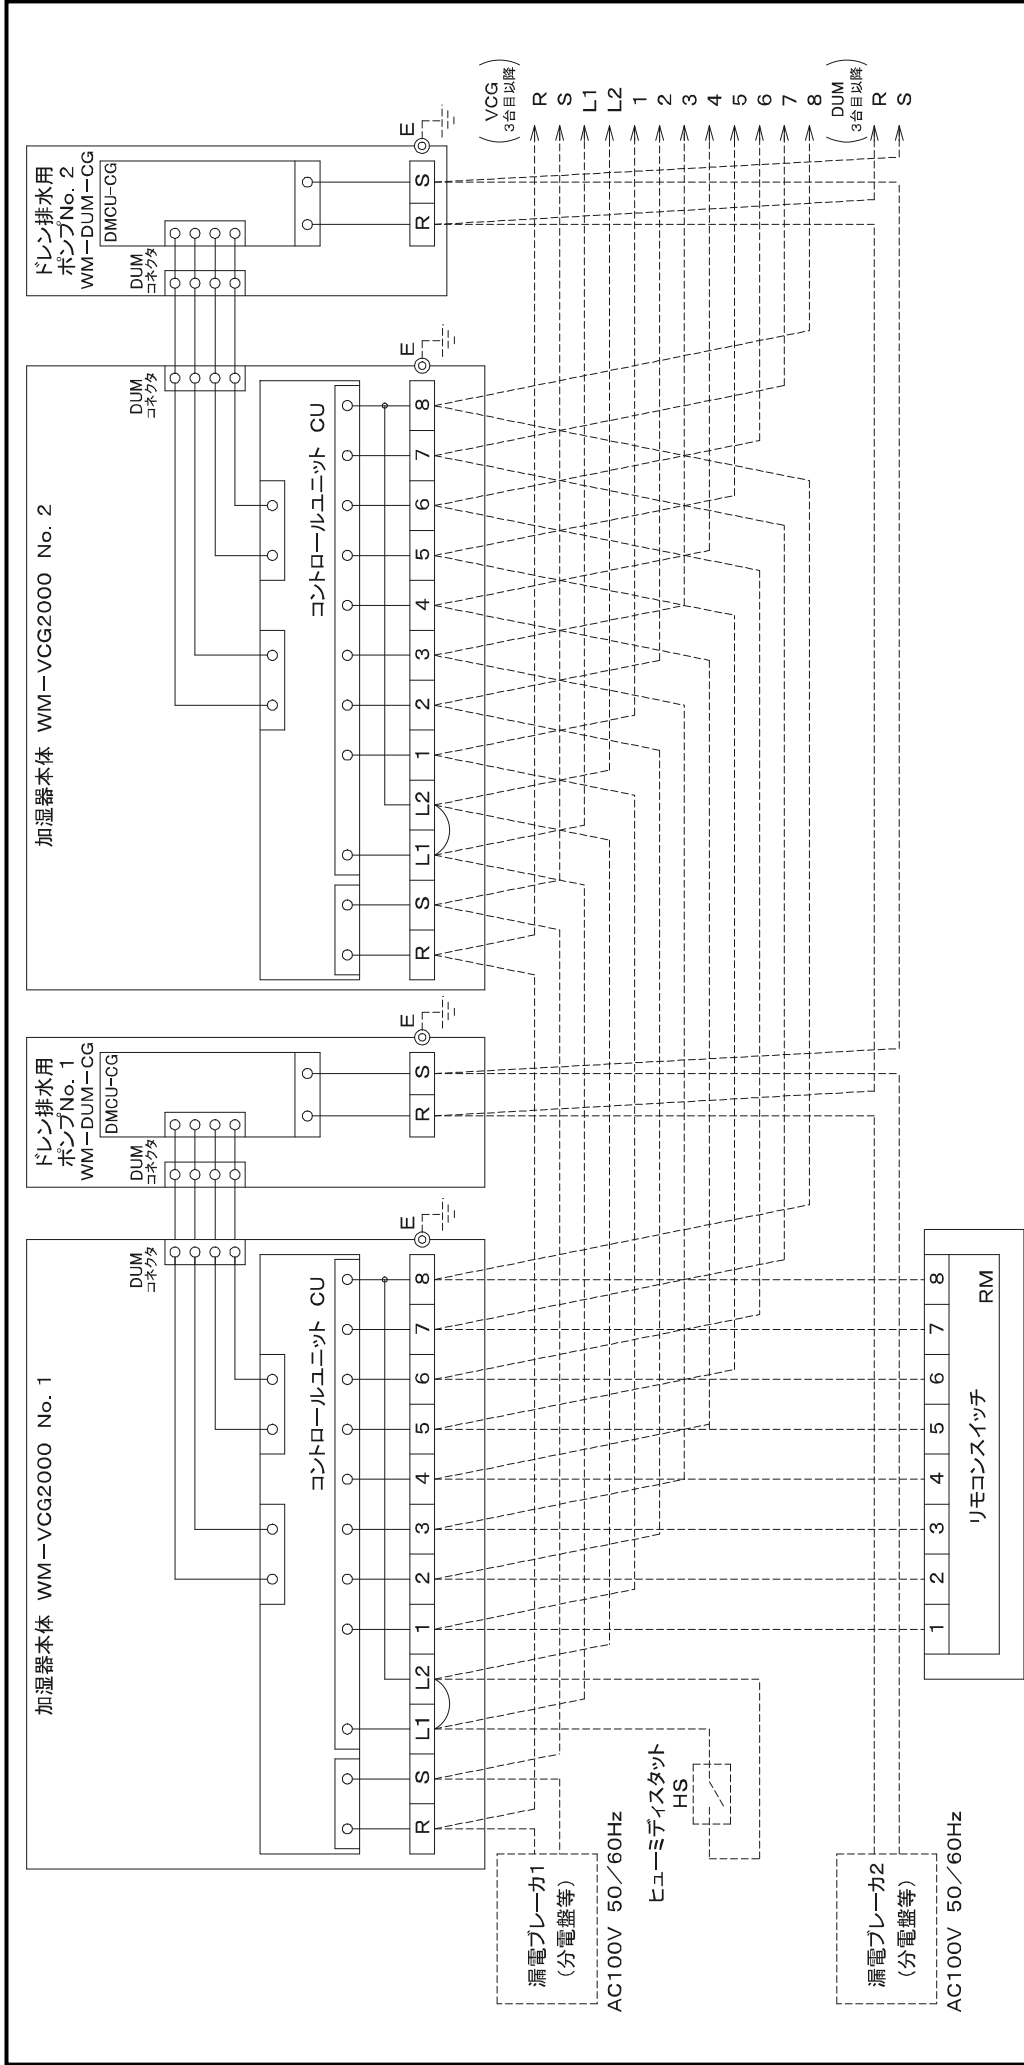 加湿器本体 WM−VCG2000 No. 1
DUM
コネクタ
コントロールユニット CU
R S L1 L2 1 2 3 4 5 6 7 8
E
ドレン排水用
ポンプNo. 1
WM−DUM−CG
DMCU-CG
DUM
コネクタ
R S
E
加湿器本体 WM−VCG2000 No. 2
DUM
コネクタ
コントロールユニット CU
R S L1 L2 1 2 3 4 5 6 7 8
E
ドレン排水用
ポンプNo. 2
WM−DUM−CG
DMCU-CG
DUM
コネクタ
R S
E
(VCG
3台目以降)
R
S
L1
L2
1
2
3
4
5
6
7
8
(DUM
3台目以降)
R
S
漏電ブレーカ1
(分電盤等)
AC100V 50/60Hz
ヒューミディスタット
HS
漏電ブレーカ2
(分電盤等)
AC100V 50/60Hz
1 2 3 4 5 6 7 8
リモコンスイッチ
RM